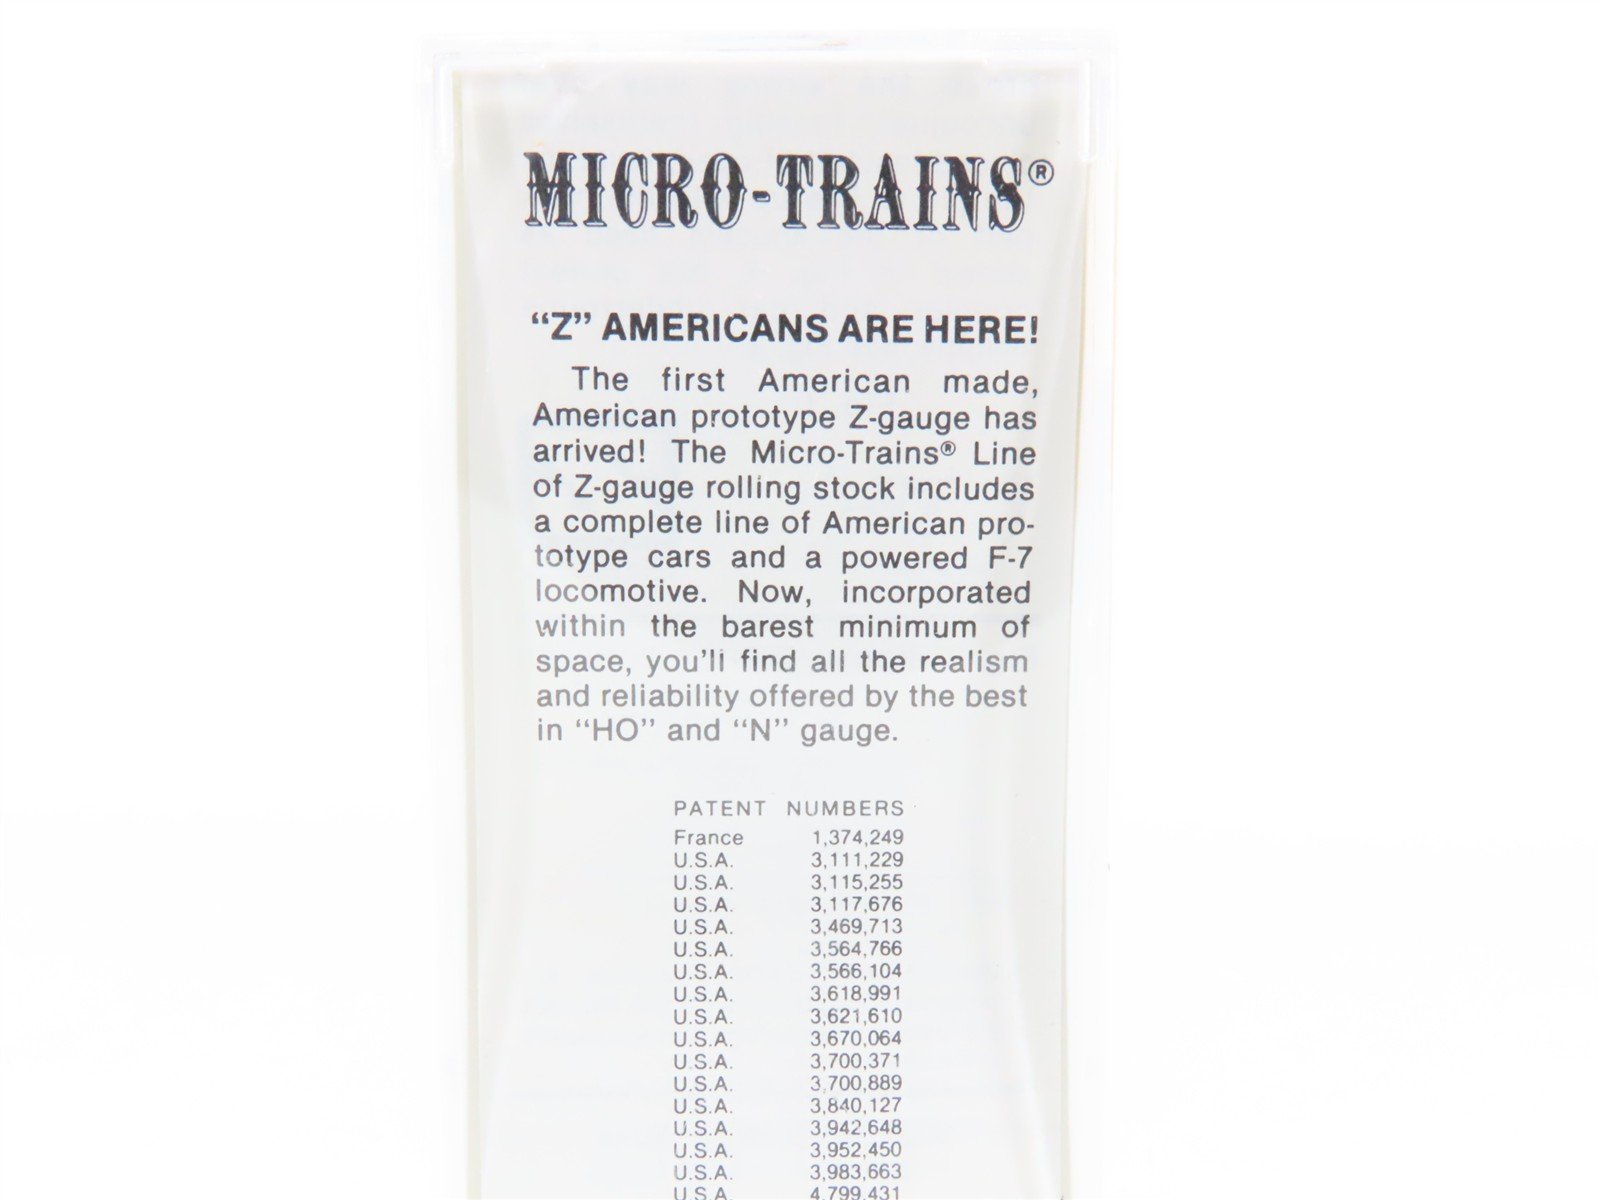 MICRO-TRAINS®
“Z” AMERICANS ARE HERE!
The first American made,
American prototype Z-gauge has
arrived! The Micro-Trains® Line
of Z-gauge rolling stock includes
a complete line of American pro-
totype cars and a powered F-7
locomotive. Now, incorporated
within the barest minimum of
space, you'll find all the realism
and reliability offered by the best
in “HO” and “N” gauge.
PATENT NUMBERS
France 1,374,249
U.S.A. 3,111,229
U.S.A. 3,115,255
U.S.A. 3,117,676
U.S.A. 3,469,713
U.S.A. 3,564,766
U.S.A. 3,566,104
U.S.A. 3,618,991
U.S.A. 3,621,610
U.S.A. 3,670,064
U.S.A. 3,700,371
U.S.A. 3,700,889
U.S.A. 3,840,127
U.S.A. 3,942,648
U.S.A. 3,952,450
U.S.A. 3,983,663
U.S.A. 4,799,431